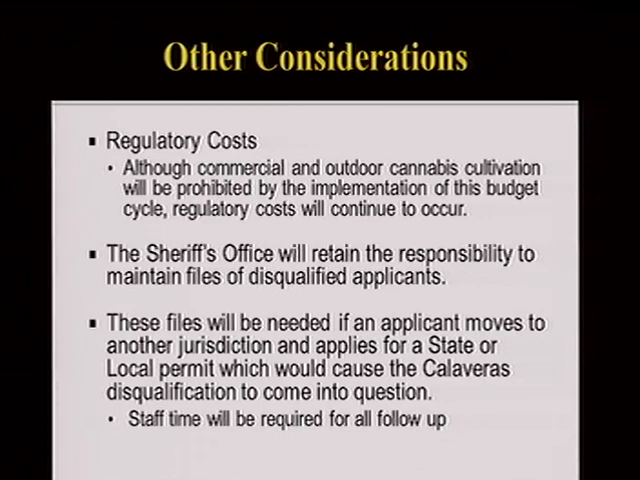 Other Considerations
▪ Regulatory Costs
• Although commercial and outdoor cannabis cultivation
will be prohibited by the implementation of this budget
cycle, regulatory costs will continue to occur.
▪ The Sheriff's Office will retain the responsibility to
maintain files of disqualified applicants.
▪ These files will be needed if an applicant moves to
another jurisdiction and applies for a State or
Local permit which would cause the Calaveras
disqualification to come into question.
• Staff time will be required for all follow up